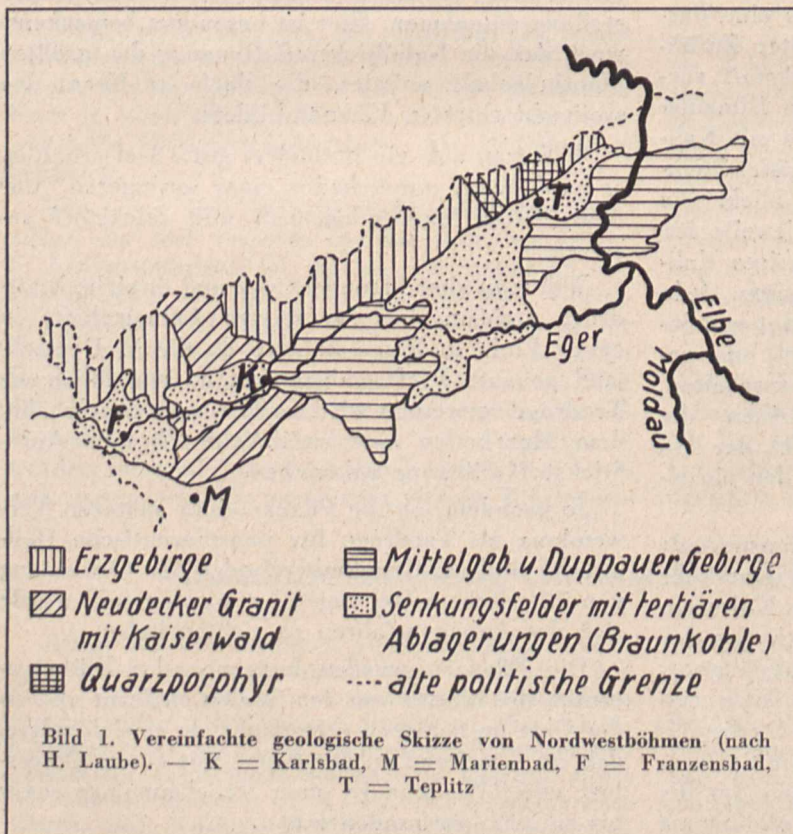 T
K
Eger
Elbe
Moldau
F
M
Erzgebirge
Neudecker Granit
mit Kaiserwald
Quarzporphyr
Mittelgeb. u. Duppauer Gebirge
Senkungsfelder mit tertiären
Ablagerungen (Braunkohle)
alte politische Grenze
Bild 1. Vereinfachte geologische Skizze von Nordwestböhmen (nach
H. Laube). — K = Karlsbad, M = Marienbad, F = Franzensbad,
T = Teplitz